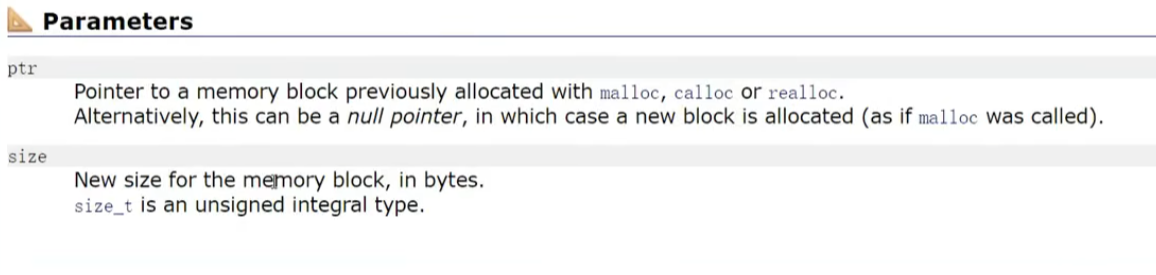 Parameters
ptr
Pointer to a memory block previously allocated with malloc, calloc or realloc.
Alternatively, this can be a null pointer, in which case a new block is allocated (as if malloc was called).
size
New size for the memory block, in bytes.
size_t is an unsigned integral type.